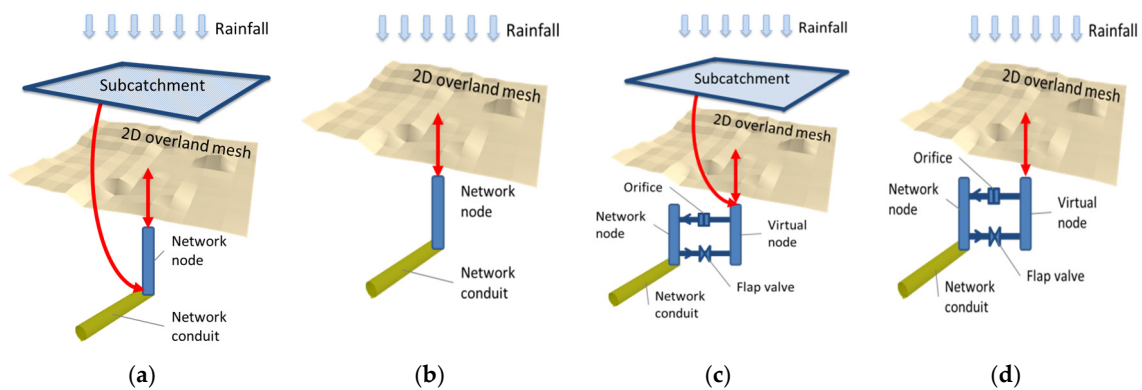 Rainfall
Subcatchment
2D overland mesh
Network
node
Network
conduit
(a)
Rainfall
2D overland mesh
Network
node
Network
conduit
(b)
Rainfall
Subcatchment
2D overland mesh
Orifice
Network
node
Virtual
node
Flap valve
Network
conduit
(c)
Rainfall
2D overland mesh
Orifice
Network
node
Virtual
node
Flap valve
Network
conduit
(d)